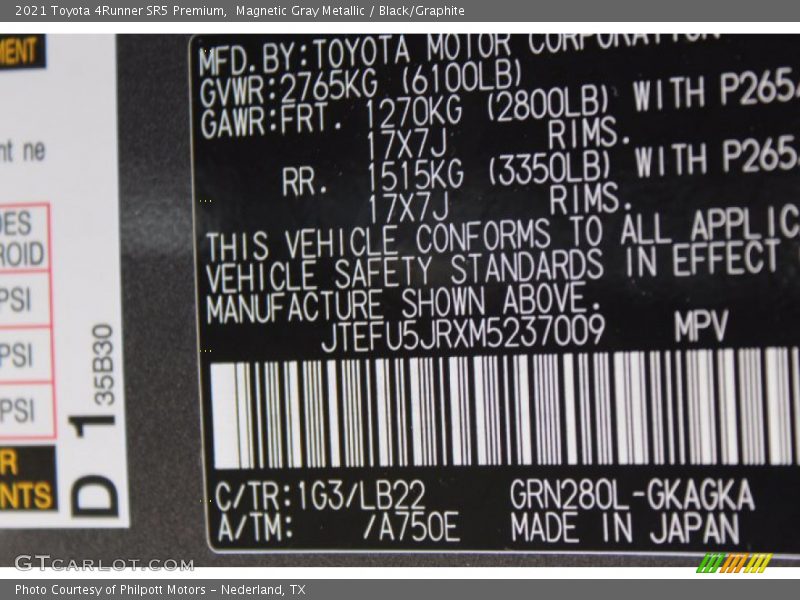 2021 Toyota 4Runner SR5 Premium, Magnetic Gray Metallic / Black/Graphite
MFD. BY: TOYOTA MOTOR CORPORATION
GVWR: 2765KG (6100LB)
GAWR: FRT. 1270KG (2800LB) WITH P265
17X7J RIMS.
RR. 1515KG (3350LB) WITH P265
17X7J RIMS.
THIS VEHICLE CONFORMS TO ALL APPLIC
VEHICLE SAFETY STANDARDS IN EFFECT
MANUFACTURE SHOWN ABOVE.
JTEFU5JRXM5237009 MPV
C/TR: 1G3/LB22 GRN280L-GKAGKA
A/TM: /A750E MADE IN JAPAN
MENT
nt ne
DES
ROID
PSI
PSI
PSI
R
NTS
D 1 35B30
GTCARLOT.COM
Photo Courtesy of Philpott Motors - Nederland, TX